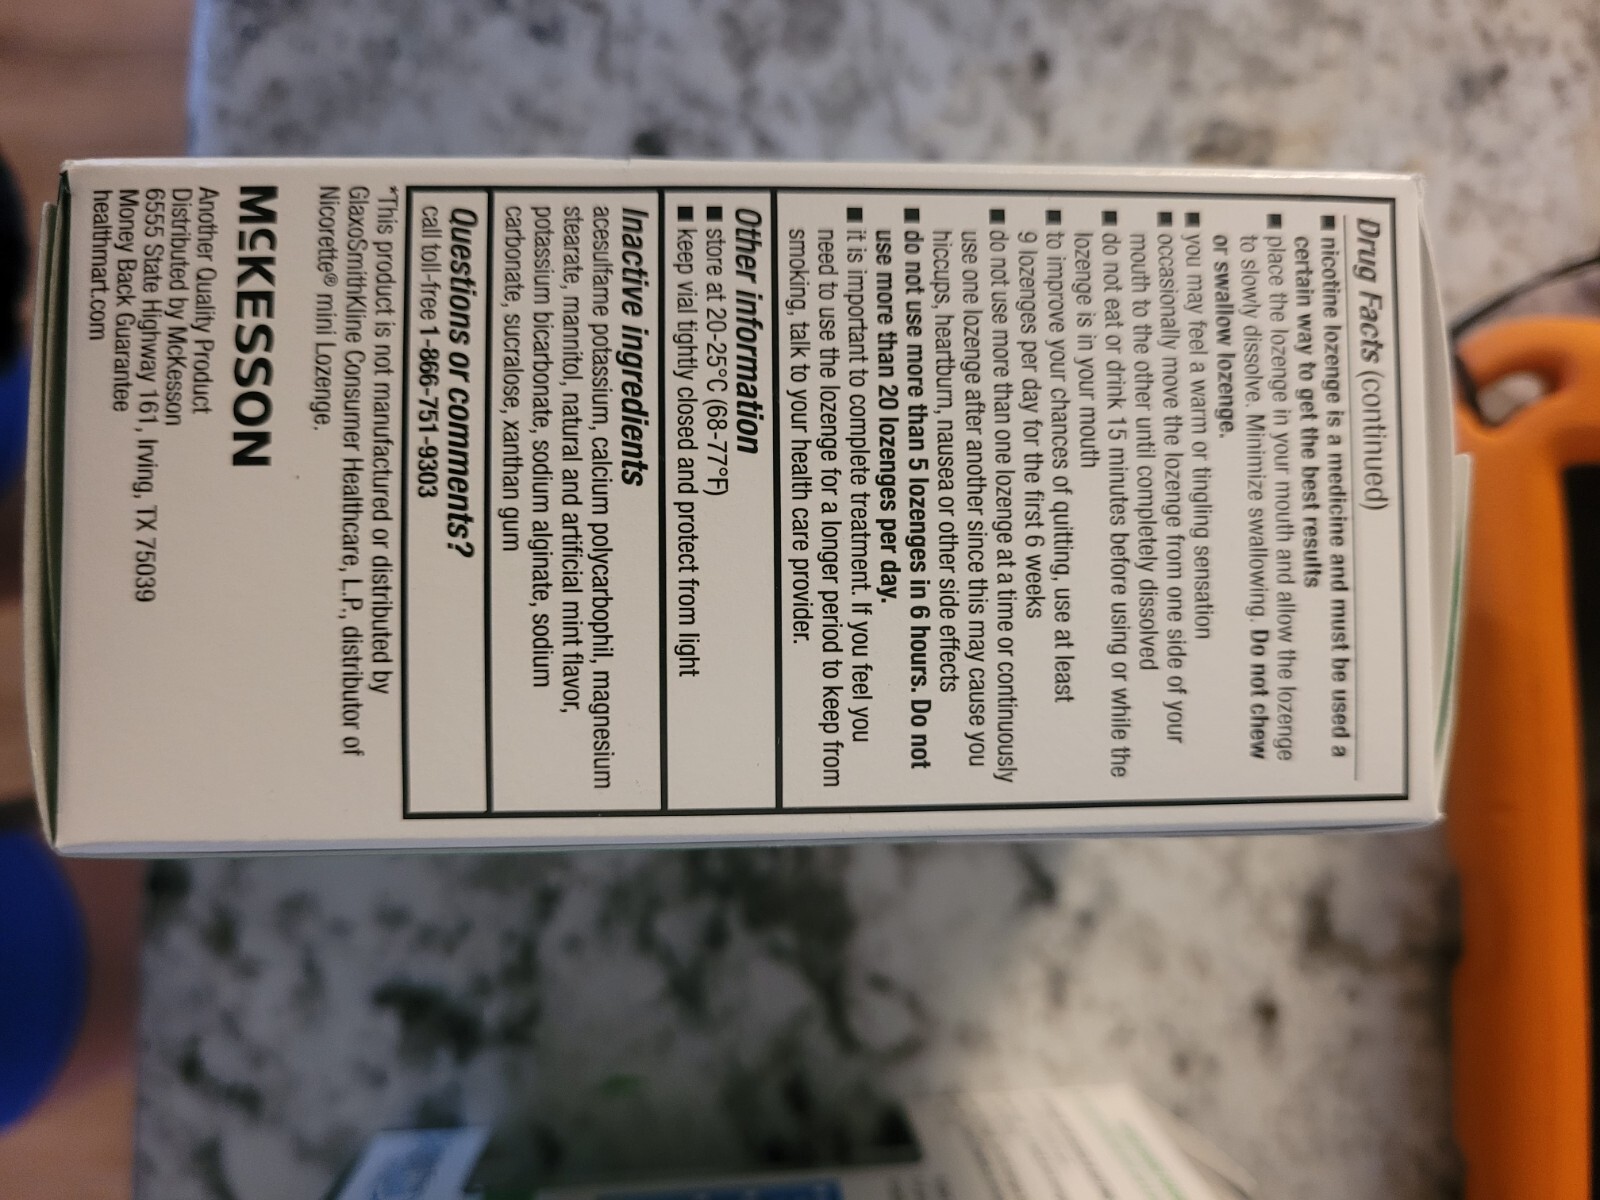 Drug Facts (continued)
■ nicotine lozenge is a medicine and must be used a
certain way to get the best results
■ place the lozenge in your mouth and allow the lozenge
to slowly dissolve. Minimize swallowing. Do not chew
or swallow lozenge.
■ you may feel a warm or tingling sensation
■ occasionally move the lozenge from one side of your
mouth to the other until completely dissolved
■ do not eat or drink 15 minutes before using or while the
lozenge is in your mouth
■ to improve your chances of quitting, use at least
9 lozenges per day for the first 6 weeks
■ do not use more than one lozenge at a time or continuously
use one lozenge after another since this may cause you
hiccups, heartburn, nausea or other side effects
■ do not use more than 5 lozenges in 6 hours. Do not
use more than 20 lozenges per day.
■ it is important to complete treatment. If you feel you
need to use the lozenge for a longer period to keep from
smoking, talk to your health care provider.
Other information
■ store at 20-25°C (68-77°F)
■ keep vial tightly closed and protect from light
Inactive ingredients
acesulfame potassium, calcium polycarbophil, magnesium
stearate, mannitol, natural and artificial mint flavor,
potassium bicarbonate, sodium alginate, sodium
carbonate, sucralose, xanthan gum
Questions or comments?
call toll-free 1-866-751-9303
*This product is not manufactured or distributed by
GlaxoSmithKline Consumer Healthcare, L.P., distributor of
Nicorette® mini Lozenge.
MCKESSON
Another Quality Product
Distributed by McKesson
6555 State Highway 161, Irving, TX 75039
Money Back Guarantee
healthmart.com